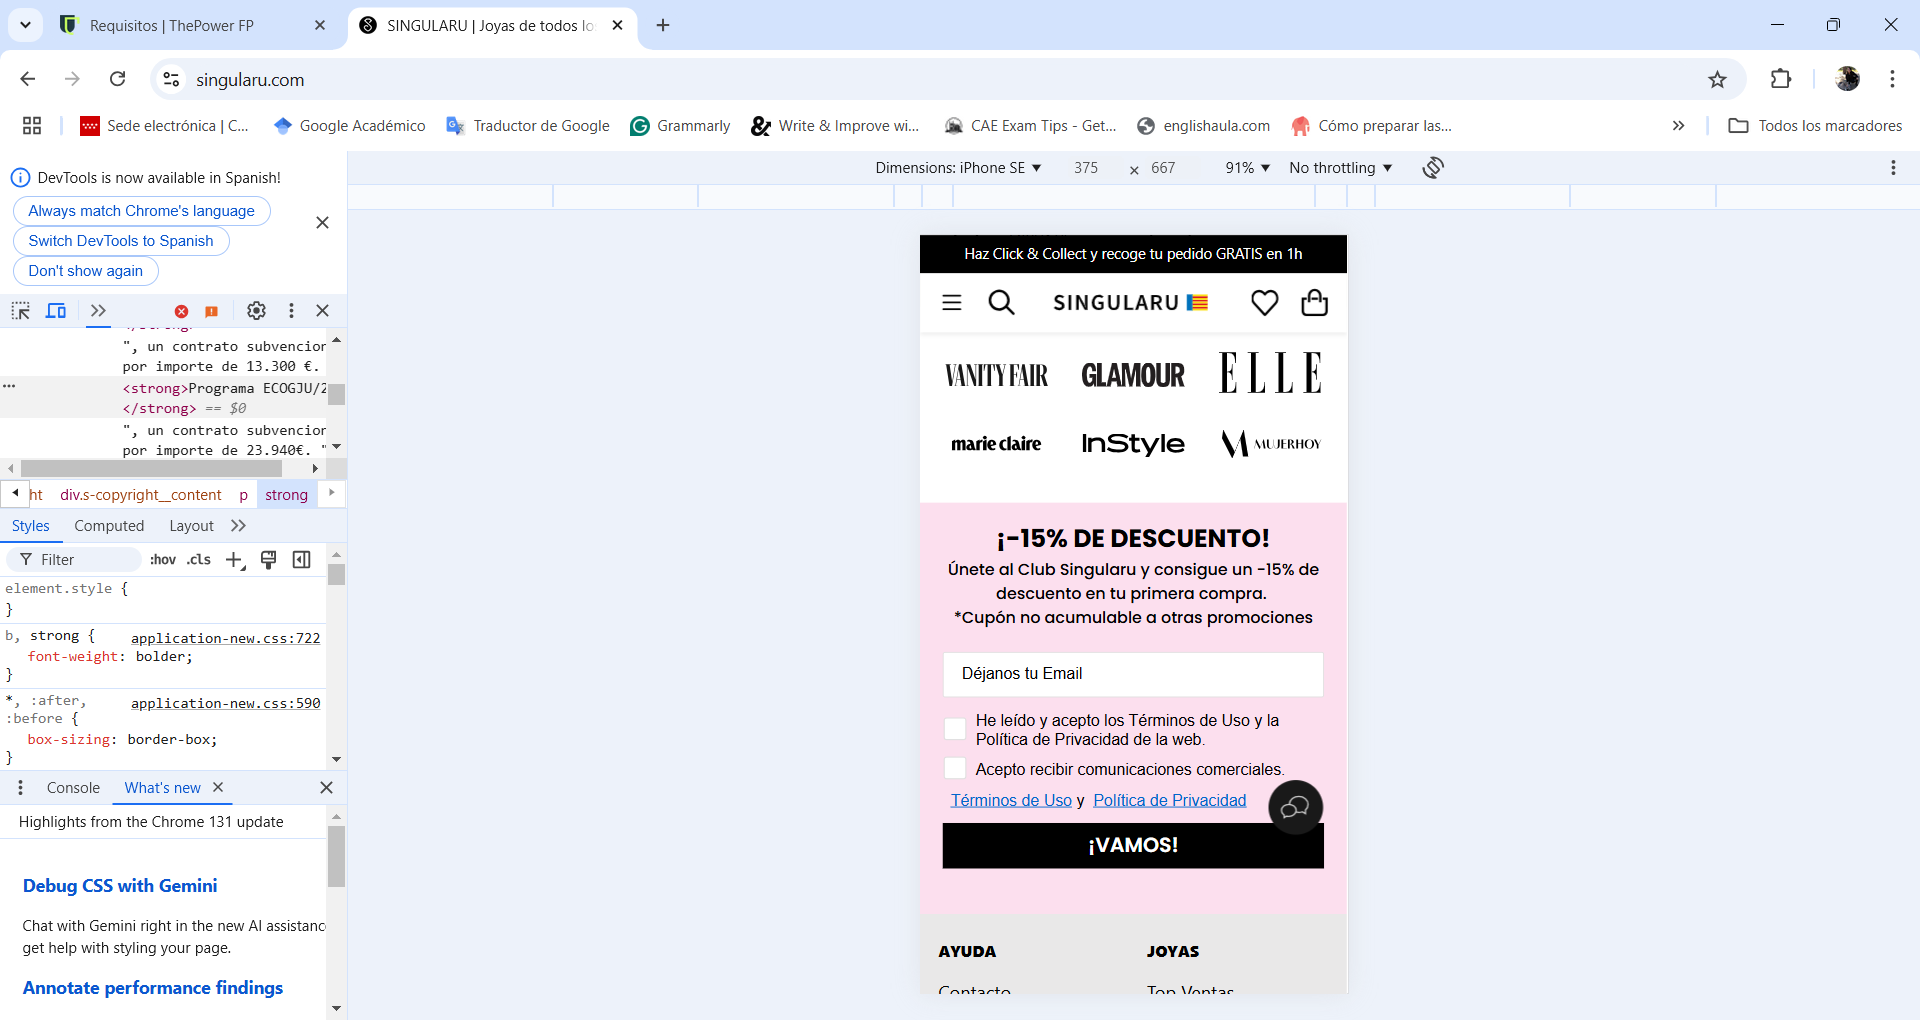 Requisitos | ThePower FP
SINGULARU | Joyas de todos lo
singularu.com
Sede electrónica | C...
Google Académico
Traductor de Google
Grammarly
Write & Improve wi...
CAE Exam Tips - Get...
englishaula.com
Cómo preparar las...
Todos los marcadores
DevTools is now available in Spanish!
Always match Chrome's language
Switch DevTools to Spanish
Don't show again
Dimensions: iPhone SE
375
×
667
91%
No throttling
</strong>
", un contrato subvencion
por importe de 13.300 €.
<strong>Programa ECOGJU/2
</strong> == $0
", un contrato subvencion
por importe de 23.940€. "
ht
div.s-copyright__content
p
strong
Styles
Computed
Layout
Filter
:hov
.cls
element.style {
}
b, strong {
application-new.css:722
font-weight: bolder;
}
*, :after,
application-new.css:590
:before {
box-sizing: border-box;
}
Console
What's new
Highlights from the Chrome 131 update
Debug CSS with Gemini
Chat with Gemini right in the new AI assistanc
get help with styling your page.
Annotate performance findings
Haz Click & Collect y recoge tu pedido GRATIS en 1h
SINGULARU
VANITY FAIR
GLAMOUR
ELLE
marie claire
InStyle
MUJERHOY
¡-15% DE DESCUENTO!
Únete al Club Singularu y consigue un -15% de
descuento en tu primera compra.
*Cupón no acumulable a otras promociones
Déjanos tu Email
He leído y acepto los Términos de Uso y la
Política de Privacidad de la web.
Acepto recibir comunicaciones comerciales.
Términos de Uso y Política de Privacidad
¡VAMOS!
AYUDA
JOYAS
Contacto
Top Ventas